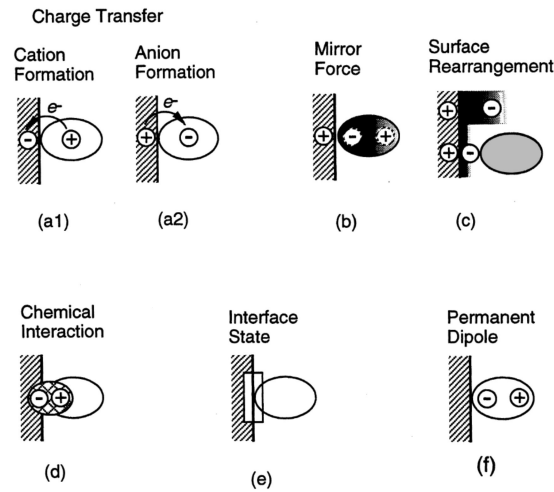 Charge Transfer
Cation
Formation
Anion
Formation
Mirror
Force
Surface
Rearrangement
e-
e-
- +
+ -
+ - +
+ -
+ -
(a1)
(a2)
(b)
(c)
Chemical
Interaction
Interface
State
Permanent
Dipole
- +
- +
(d)
(e)
(f)